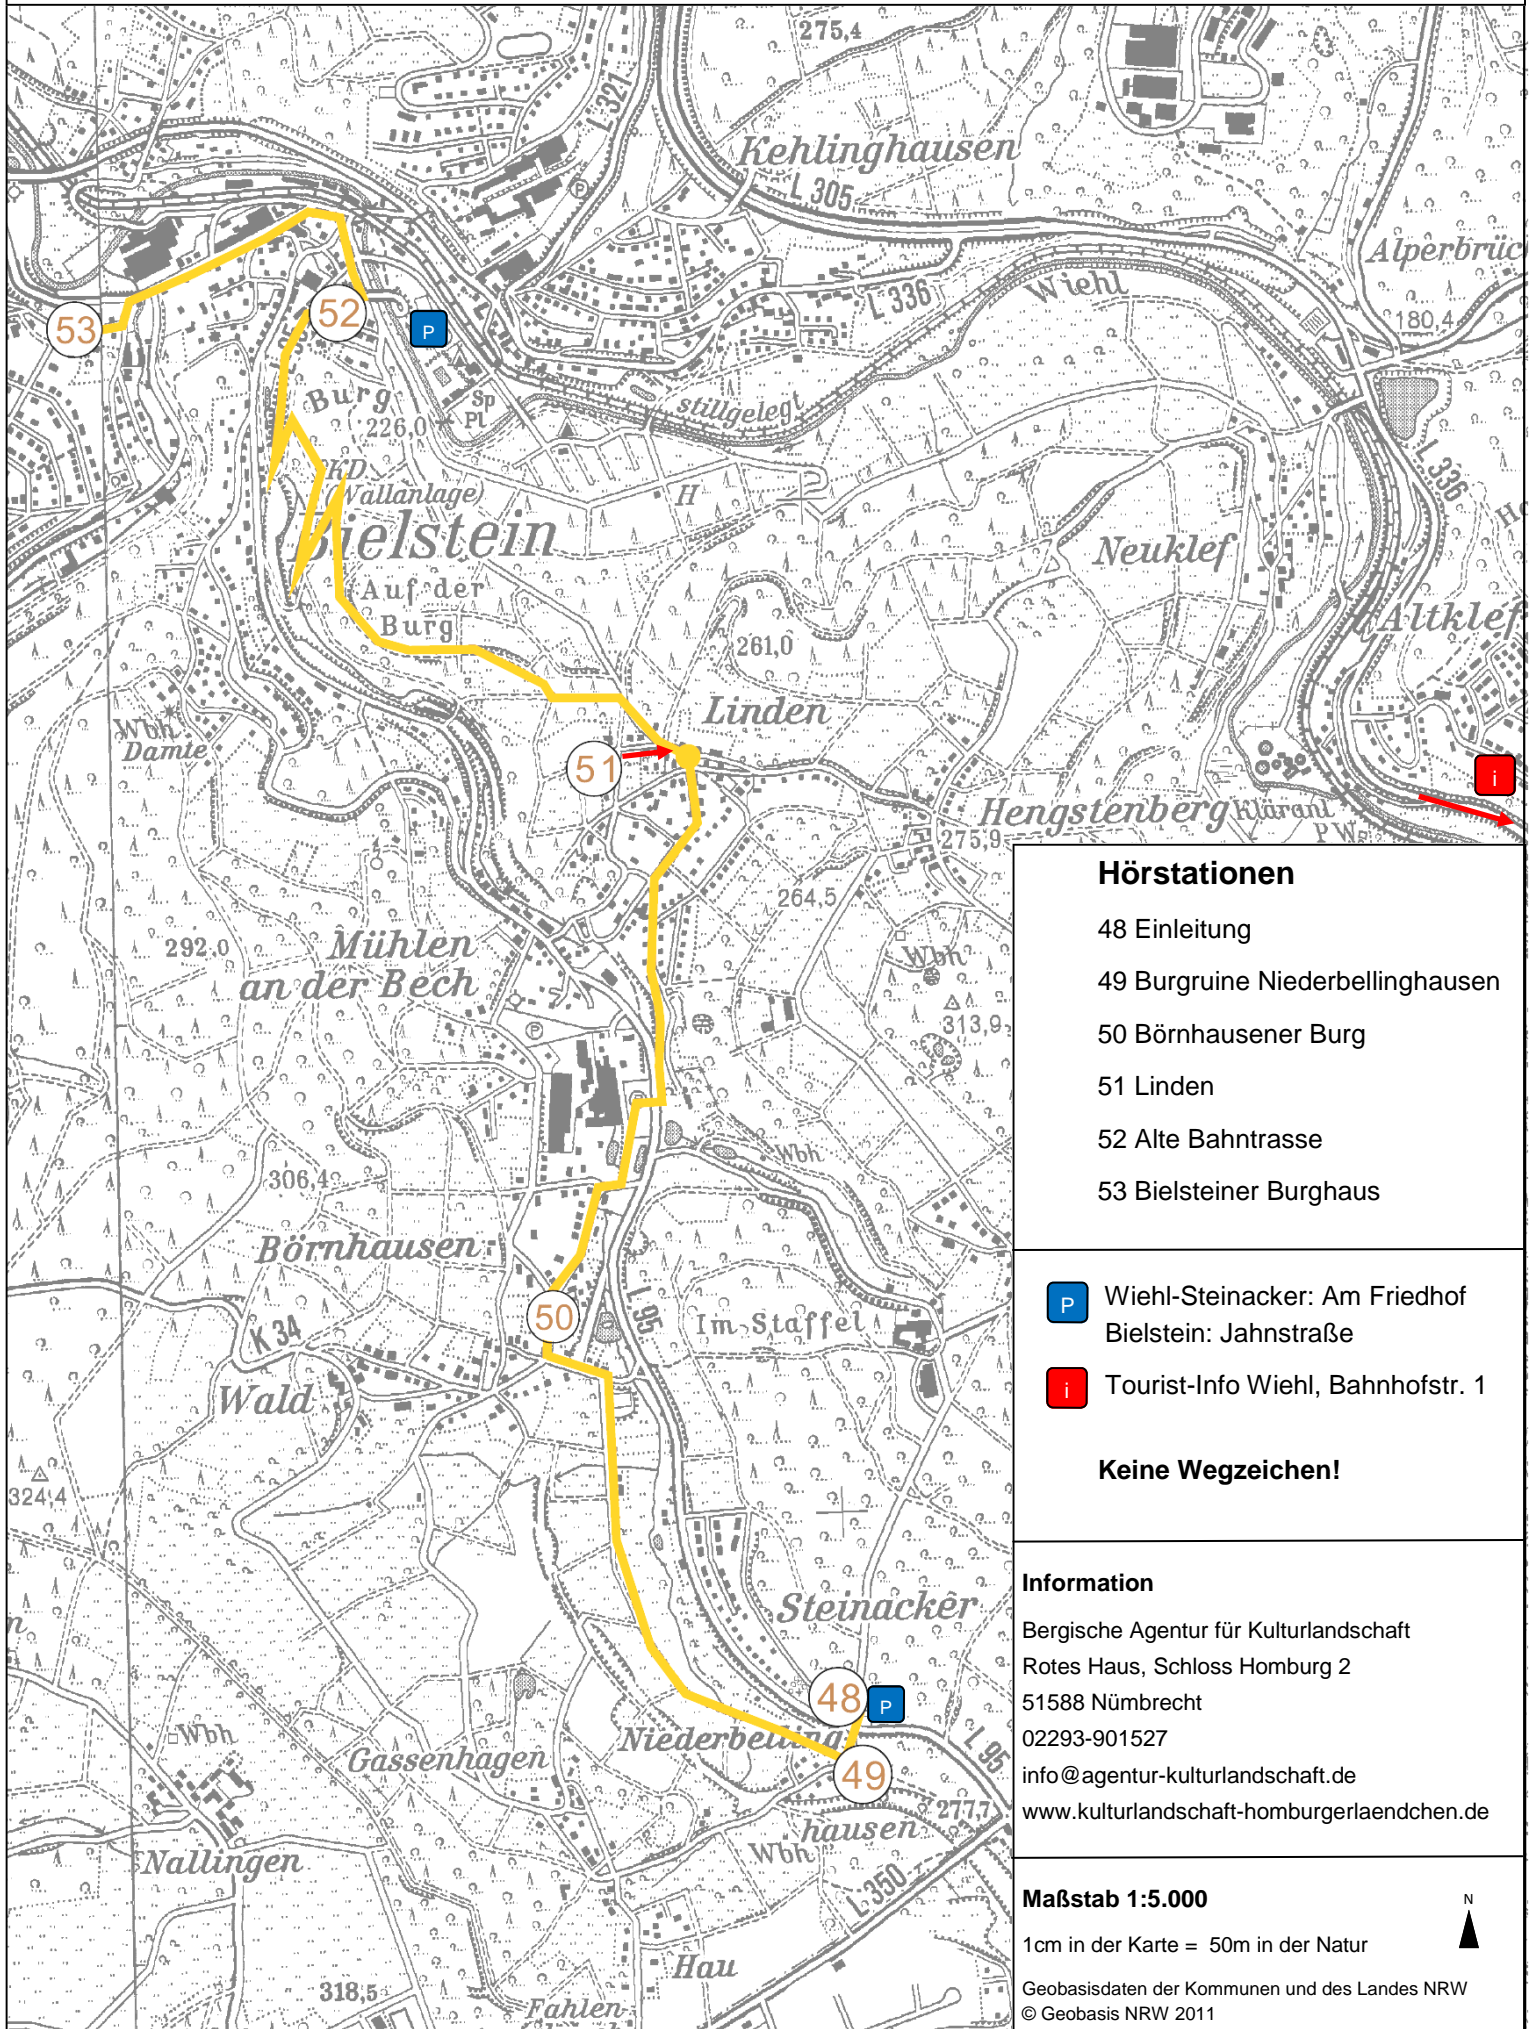 275,4
L 321
P
Kehlinghausen
L 305
Alperbrüc
Wiehl
L 336
180,4
53
52
P
Burg
226,0
Sp
Pl
stillgelegt
KD
(Wallanlage)
H
L 336
Bielstein
Neuklef
Auf der
Burg
Altklef
261,0
Linden
Wbh
Damte
51
i
Hengstenberg
Kläranl
P W
275,9
264,5
292,0
Mühlen
an der Bech
Wbh
P
313,9
Wbh
306,4
Börnhausen
L 95
50
Im Staffel
K 34
Wald
324,4
Steinacker
48
P
Niederbelling
L 95
Wbh
Gassenhagen
49
277,7
hausen
Wbh
Nallingen
L 350
Hau
318,5
Fahlen
Hörstationen
48 Einleitung
49 Burgruine Niederbellinghausen
50 Börnhausener Burg
51 Linden
52 Alte Bahntrasse
53 Bielsteiner Burghaus
P Wiehl-Steinacker: Am Friedhof
Bielstein: Jahnstraße
i Tourist-Info Wiehl, Bahnhofstr. 1
Keine Wegzeichen!
Information
Bergische Agentur für Kulturlandschaft
Rotes Haus, Schloss Homburg 2
51588 Nümbrecht
02293-901527
info@agentur-kulturlandschaft.de
www.kulturlandschaft-homburgerlaendchen.de
Maßstab 1:5.000
N
1cm in der Karte = 50m in der Natur
Geobasisdaten der Kommunen und des Landes NRW
© Geobasis NRW 2011